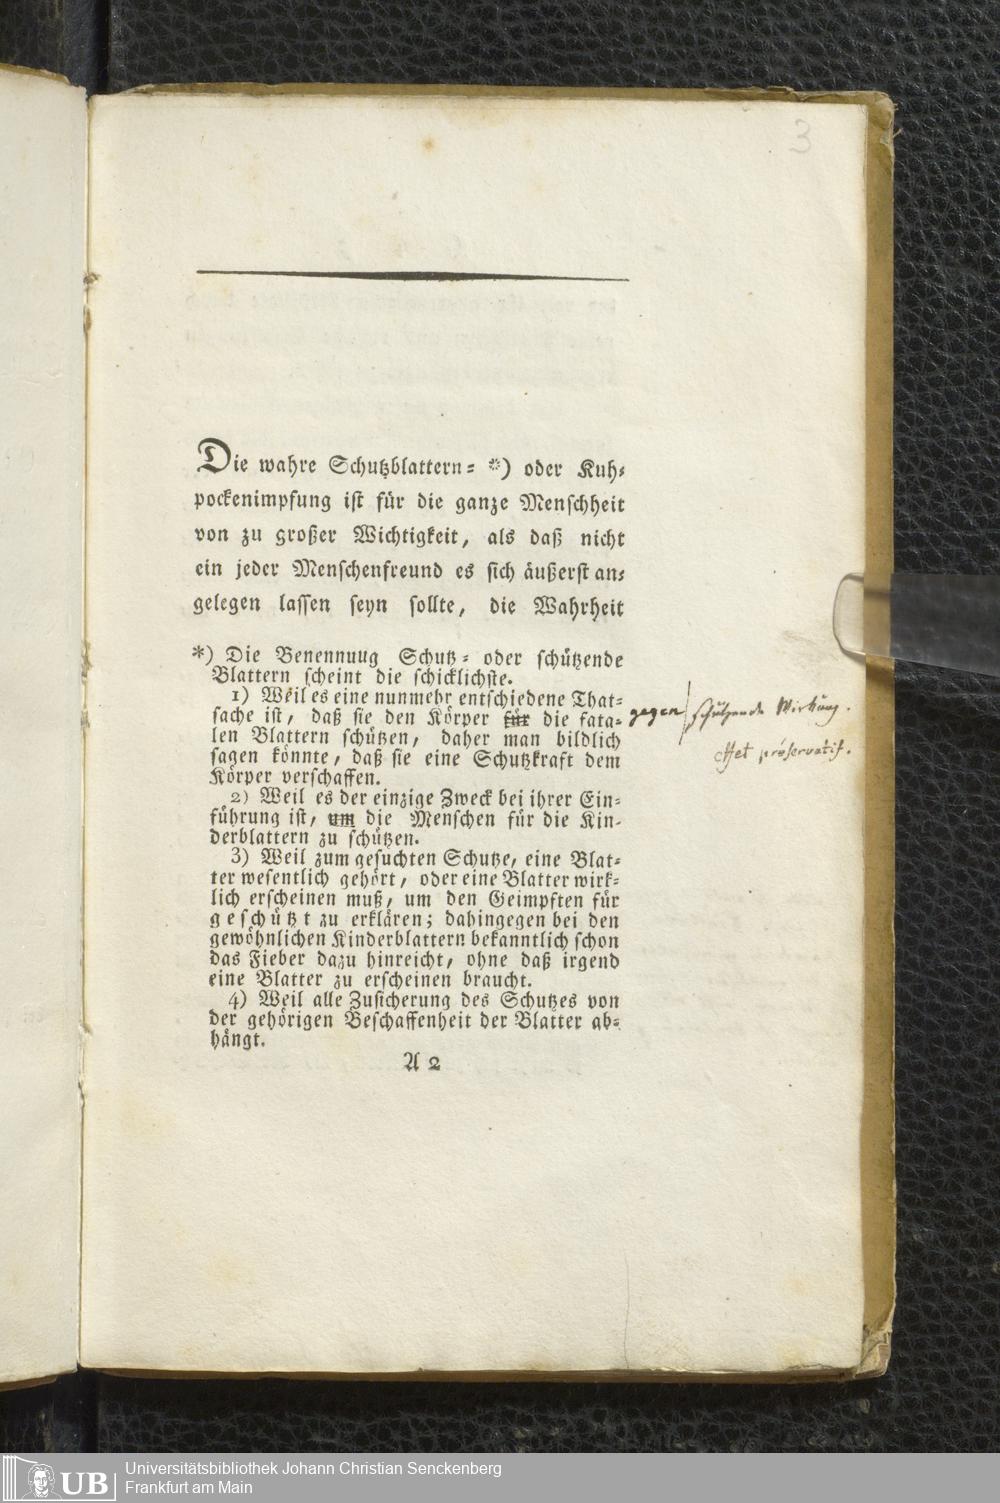 3
Die wahre Schutzblattern= *) oder Kuh=
pockenimpfung ist für die ganze Menschheit
von zu großer Wichtigkeit, als daß nicht
ein jeder Menschenfreund es sich äußerst an=
gelegen lassen seyn sollte, die Wahrheit
*) Die Benennuug Schutz= oder schützende
Blattern scheint die schicklichste.
1) Weil es eine nunmehr entschiedene That=
sache ist, daß sie den Körper für die fata=
gegen | schützende Wirkung.
len Blattern schützen, daher man bildlich
sagen könnte, daß sie eine Schutzkraft dem
préservatif.
Körper verschaffen.
2) Weil es der einzige Zweck bei ihrer Ein=
führung ist, um die Menschen für die Kin=
derblattern zu schützen.
3) Weil zum gesuchten Schutze, eine Blat=
ter wesentlich gehört, oder eine Blatter wirk=
lich erscheinen muß, um den Geimpften für
geschützt zu erklären; dahingegen bei den
gewöhnlichen Kinderblattern bekanntlich schon
das Fieber dazu hinreicht, ohne daß irgend
eine Blatter zu erscheinen braucht.
4) Weil alle Zusicherung des Schutzes von
der gehörigen Beschaffenheit der Blatter ab=
hängt.
A 2
UB
Universitätsbibliothek Johann Christian Senckenberg
Frankfurt am Main